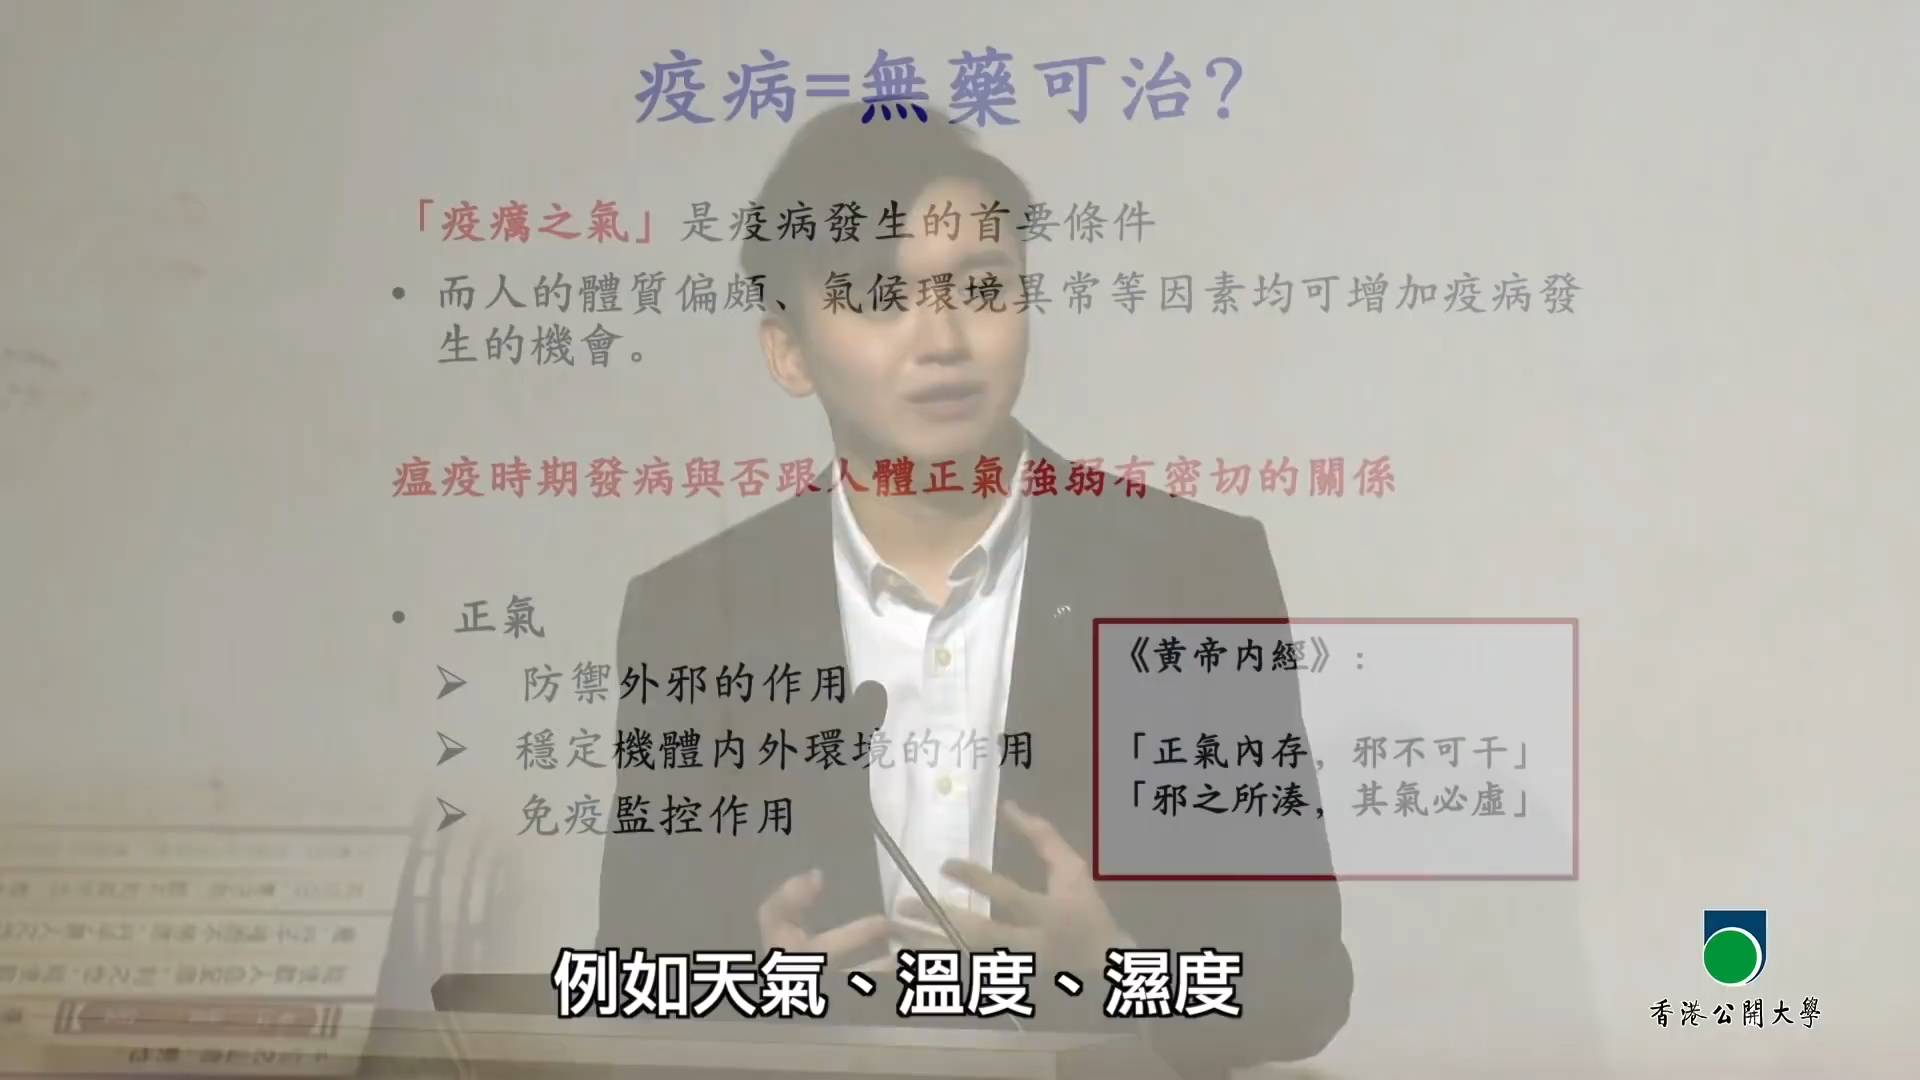 疫病=無藥可治?
「疫癘之氣」是疫病發生的首要條件
• 而人的體質偏頗、氣候環境異常等因素均可增加疫病發
生的機會。
瘟疫時期發病與否跟人體正氣強弱有密切的關係
• 正氣
➢ 防禦外邪的作用
➢ 穩定機體內外環境的作用
➢ 免疫監控作用
《黃帝內經》:
「正氣內存，邪不可干」
「邪之所湊，其氣必虛」
例如天氣、溫度、濕度
香港公開大學